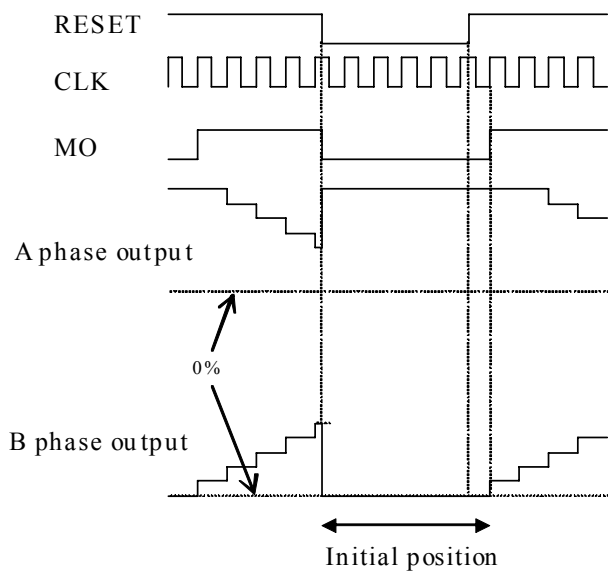 RESET
CLK
MO
A phase output
0%
B phase output
Initial position